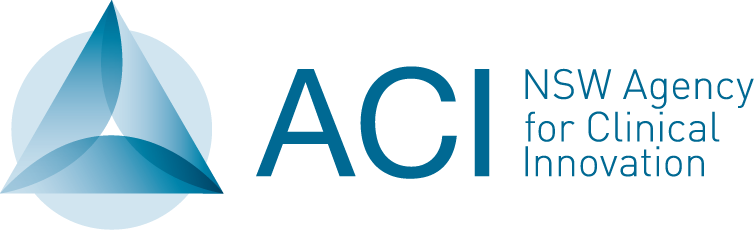 ACI
NSW Agency
for Clinical
Innovation